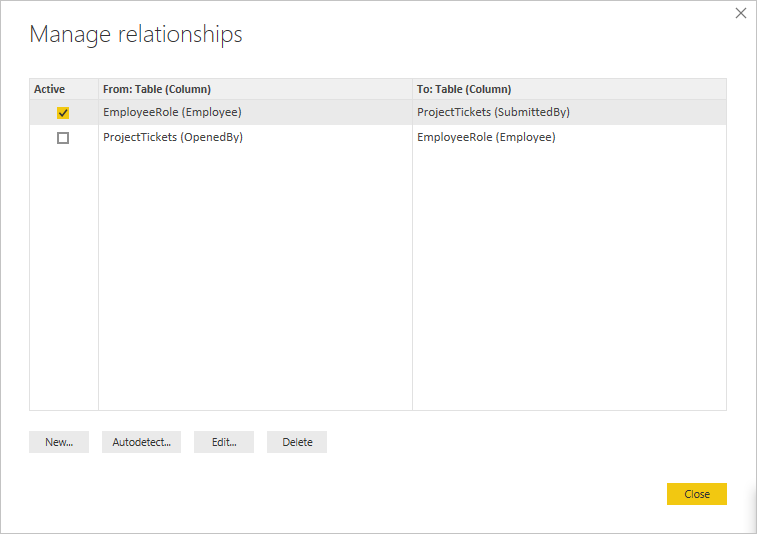 Manage relationships
Active From: Table (Column) To: Table (Column)
EmployeeRole (Employee) ProjectTickets (SubmittedBy)
ProjectTickets (OpenedBy) EmployeeRole (Employee)
New... Autodetect... Edit... Delete
Close